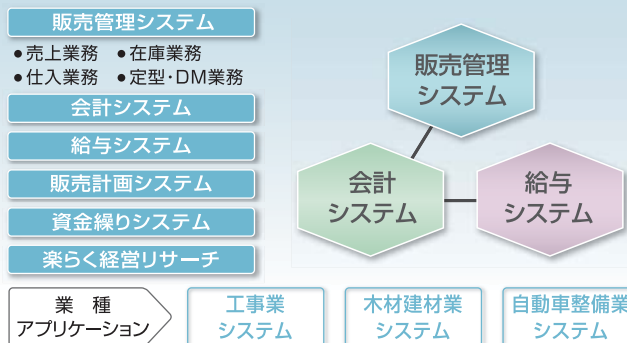 販売管理システム
●売上業務 ●在庫業務
●仕入業務 ●定型・DM業務
会計システム
給与システム
販売計画システム
資金繰りシステム
楽らく経営リサーチ
販売管理
システム
会計
システム
給与
システム
業 種
アプリケーション
工事業
システム
木材建材業
システム
自動車整備業
システム